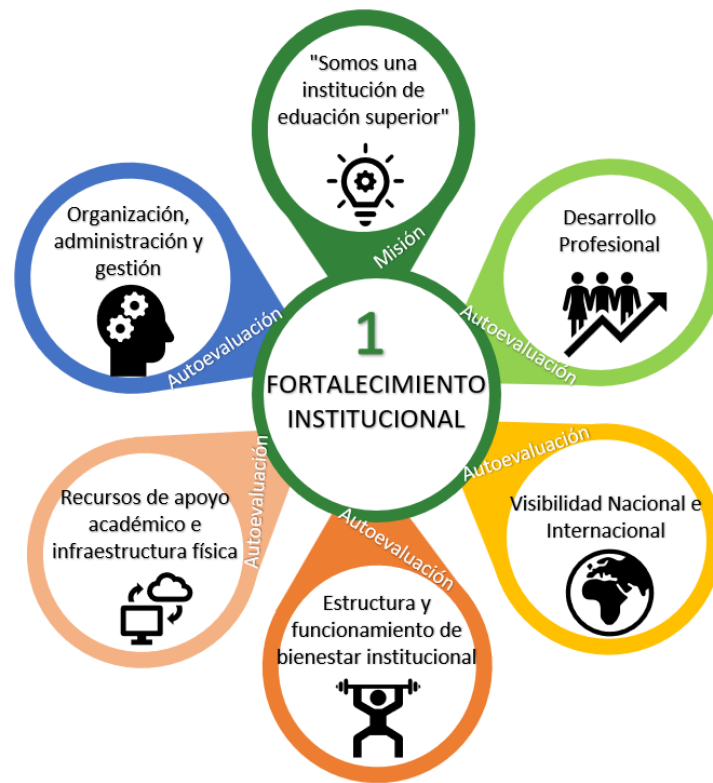 "Somos una
institución de
eduación superior"
Misión
Organización,
administración y
gestión
Autoevaluación
Desarrollo
Profesional
Autoevaluación
1
FORTALECIMIENTO
INSTITUCIONAL
Recursos de apoyo
académico e
infraestructura física
Autoevaluación
Visibilidad Nacional e
Internacional
Autoevaluación
Autoevaluación
Estructura y
funcionamiento de
bienestar institucional